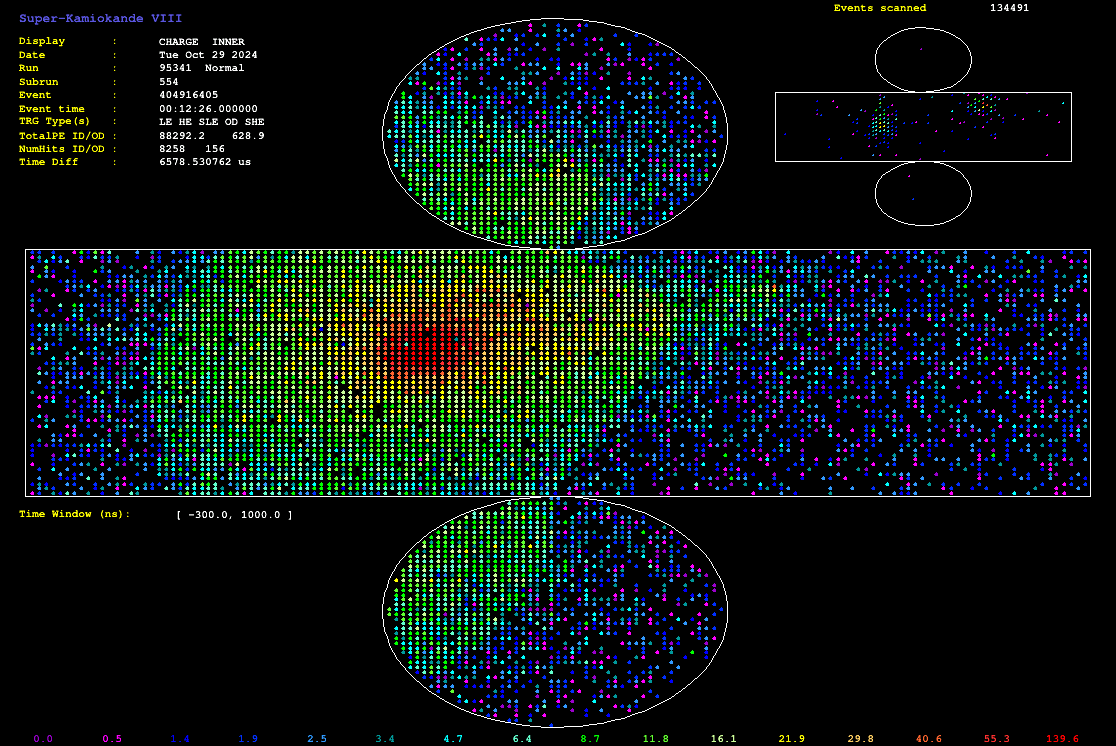 Super-Kamiokande VIII
Events scanned 134491
Display : CHARGE INNER
Date : Tue Oct 29 2024
Run : 95341 Normal
Subrun : 554
Event : 404916405
Event time : 00:12:26.000000
TRG Type(s) : LE HE SLE OD SHE
TotalPE ID/OD : 88292.2 628.9
NumHits ID/OD : 8258 156
Time Diff : 6578.530762 us
Time Window (ns): [ -300.0, 1000.0 ]
0.0 0.5 1.4 1.9 2.5 3.4 4.7 6.4 8.7 11.8 16.1 21.9 29.8 40.6 55.3 139.6